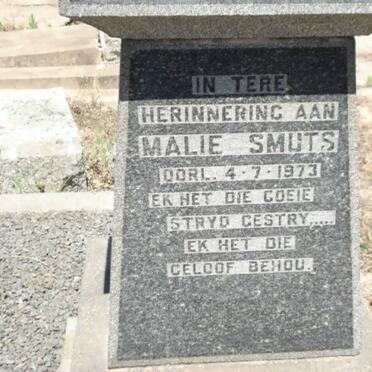 IN TERE
HERINNERING AAN
MALIE SMUTS
OORL. 4-7-1973
EK HET DIE GOEIE
STRYD GESTRY.....
EK HET DIE
GELOOF BEHOU.